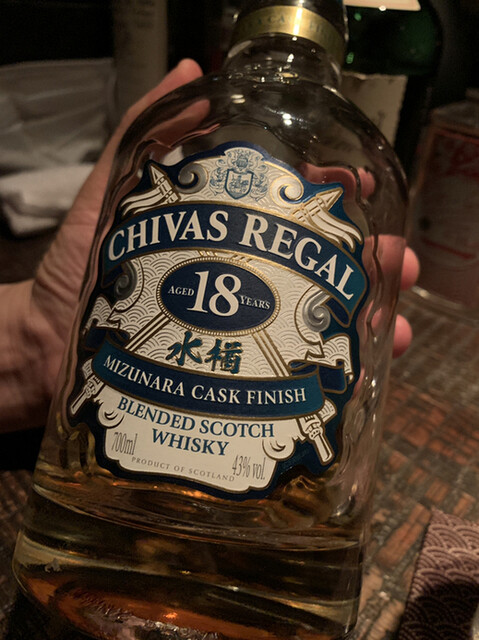 CHIVAS REGAL
AGED 18 YEARS
水楢
MIZUNARA CASK FINISH
BLENDED SCOTCH
WHISKY
700ml
43% vol.
PRODUCT OF SCOTLAND